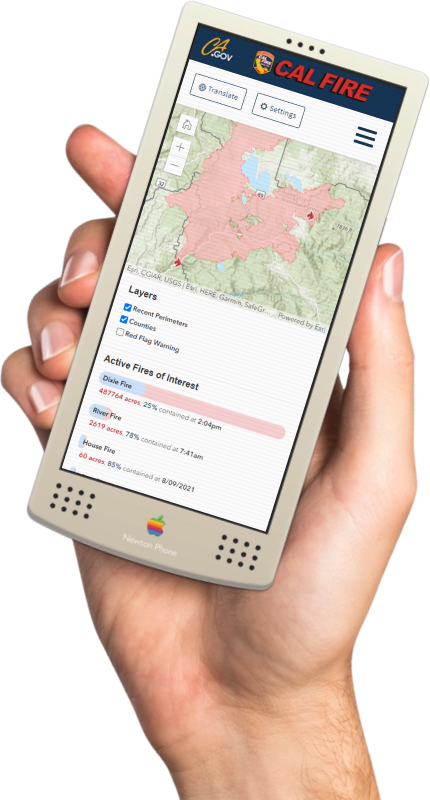 CA
.GOV
CAL FIRE
Translate
Settings
+
−
32
49
Esri, CGIAR, USGS | Esri, HERE, Garmin, SafeGr... Powered by Esri
Layers
Recent Perimeters
Counties
Red Flag Warning
Active Fires of Interest
Dixie Fire
487764 acres, 25% contained at 2:04pm
River Fire
2619 acres, 78% contained at 7:41am
House Fire
60 acres, 85% contained at 8/09/2021
Newton Phone